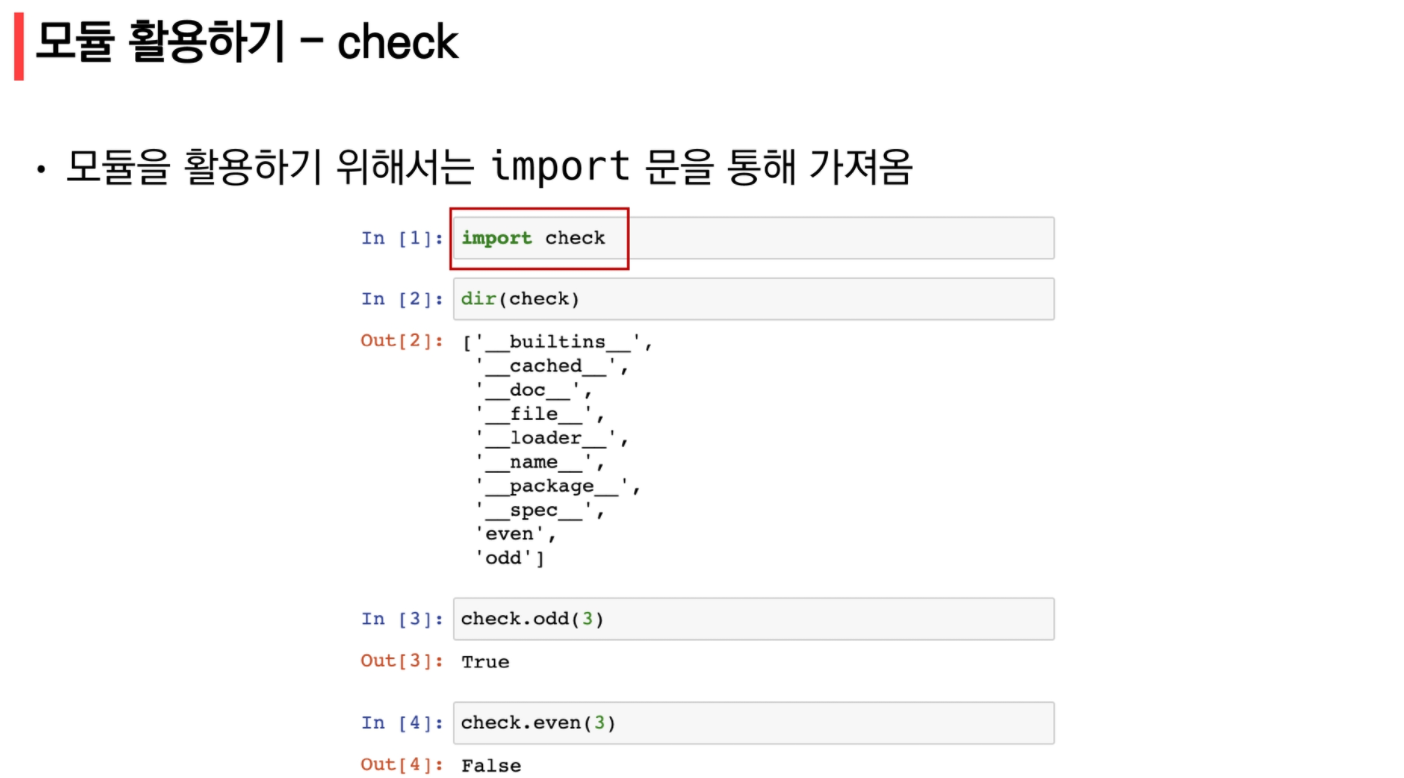 모듈 활용하기 – check
• 모듈을 활용하기 위해서는 import 문을 통해 가져옴
In [1]: import check
In [2]: dir(check)
Out[2]: ['__builtins__',
'__cached__',
'__doc__',
'__file__',
'__loader__',
'__name__',
'__package__',
'__spec__',
'even',
'odd']
In [3]: check.odd(3)
Out[3]: True
In [4]: check.even(3)
Out[4]: False